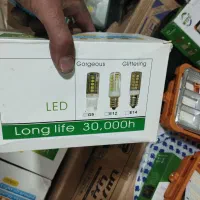 Gorgeous Glittering
LED
G9 E12 E14
Long life 30,000h